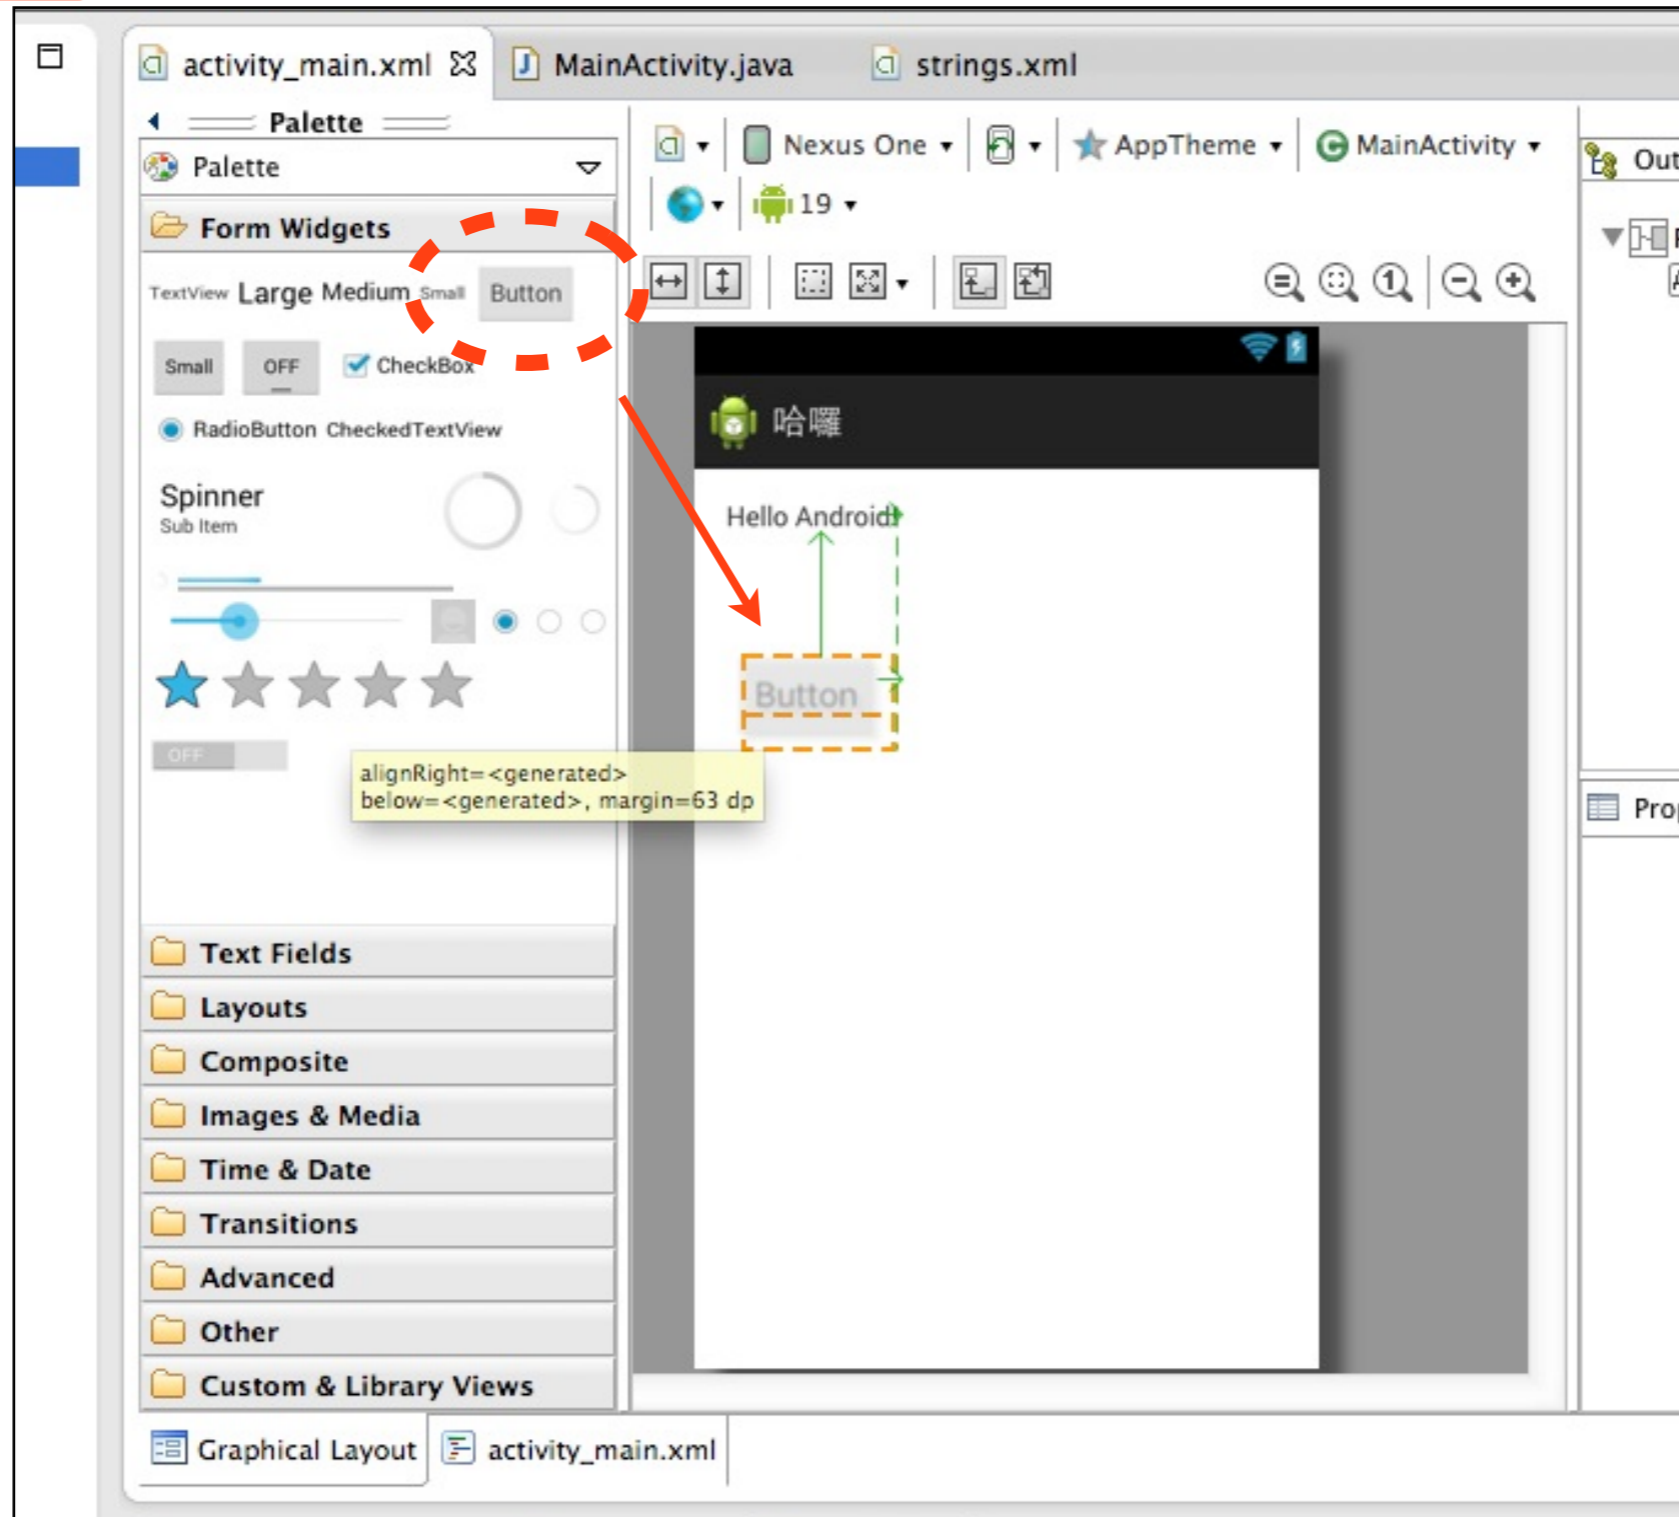 activity_main.xml MainActivity.java strings.xml
Palette
Palette
Form Widgets
TextView Large Medium Small Button
Small OFF CheckBox
RadioButton CheckedTextView
Spinner
Sub Item
OFF
Text Fields
Layouts
Composite
Images & Media
Time & Date
Transitions
Advanced
Other
Custom & Library Views
Graphical Layout activity_main.xml
Nexus One AppTheme MainActivity
19
哈囉
Hello Android!
Button
alignRight=<generated>
below=<generated>, margin=63 dp